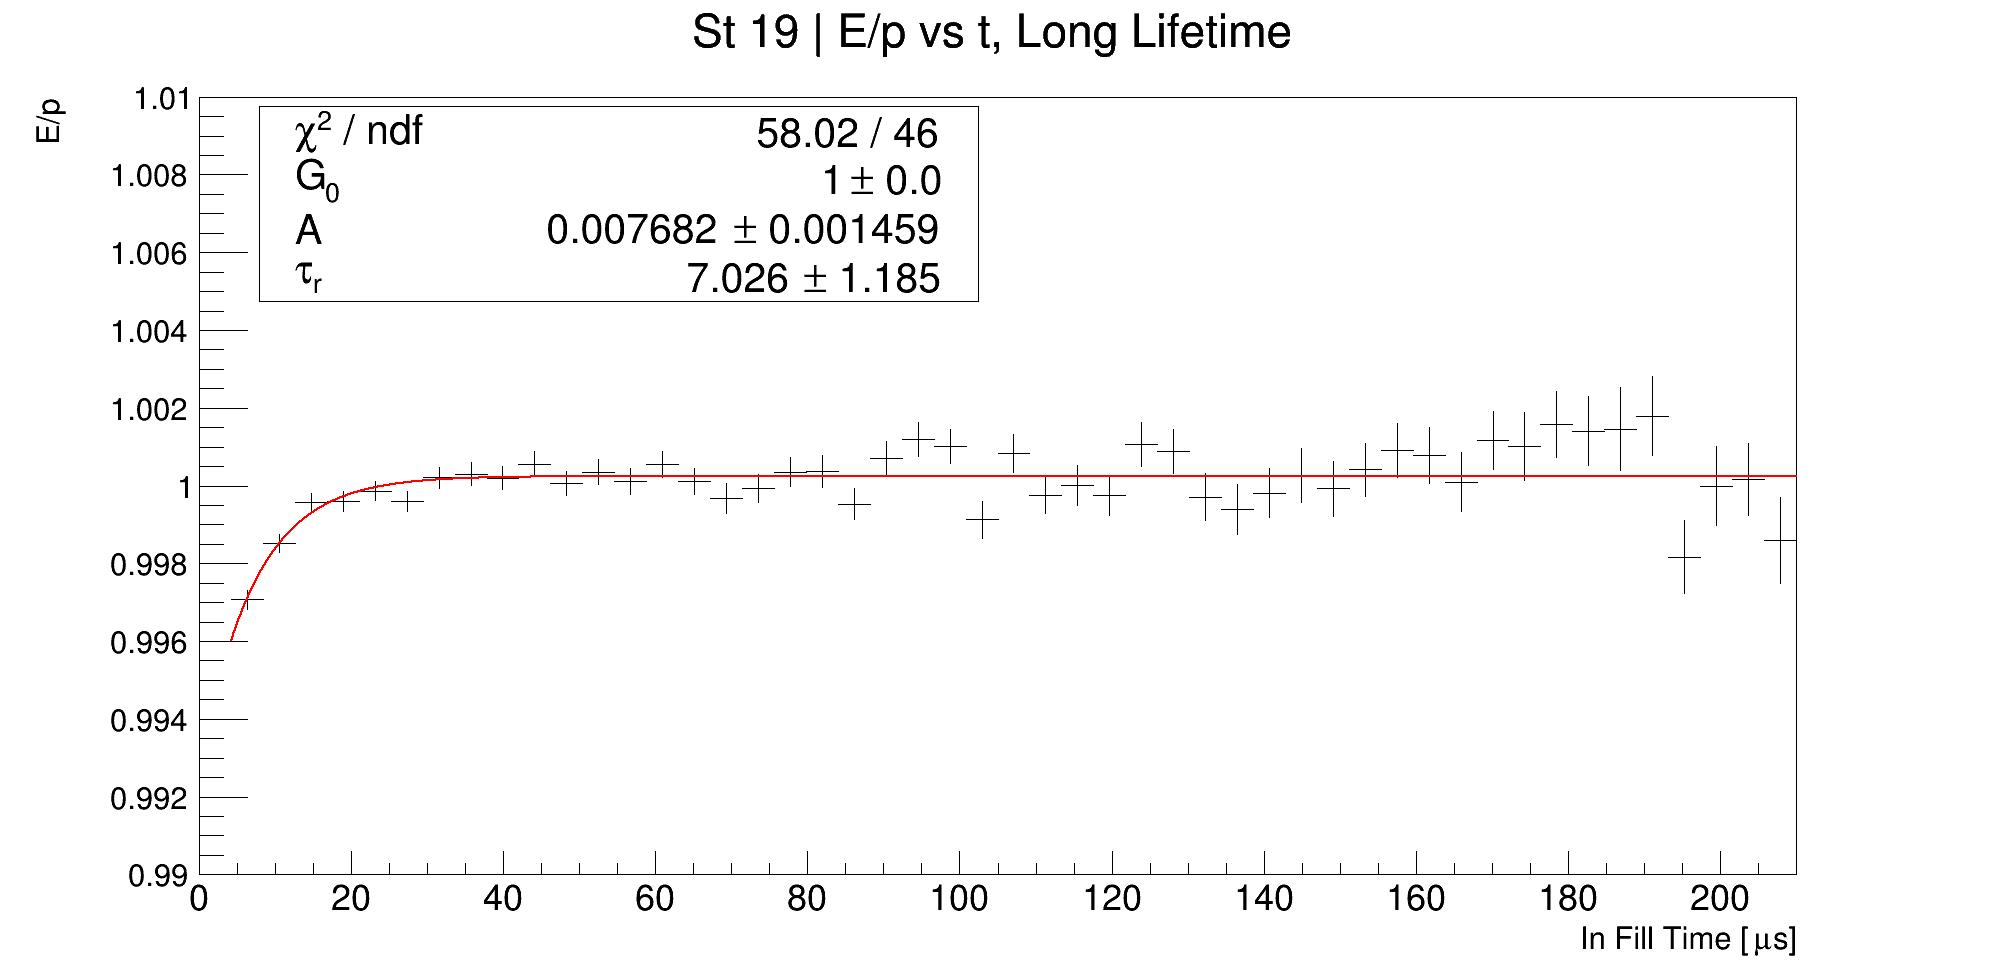 St 19 | E/p vs t, Long Lifetime
E/p
1.01
1.008
1.006
1.004
1.002
1
0.998
0.996
0.994
0.992
0.99
χ² / ndf 58.02 / 46
G₀ 1 ± 0.0
A 0.007682 ± 0.001459
τᵣ 7.026 ± 1.185
0 20 40 60 80 100 120 140 160 180 200
In Fill Time [μs]